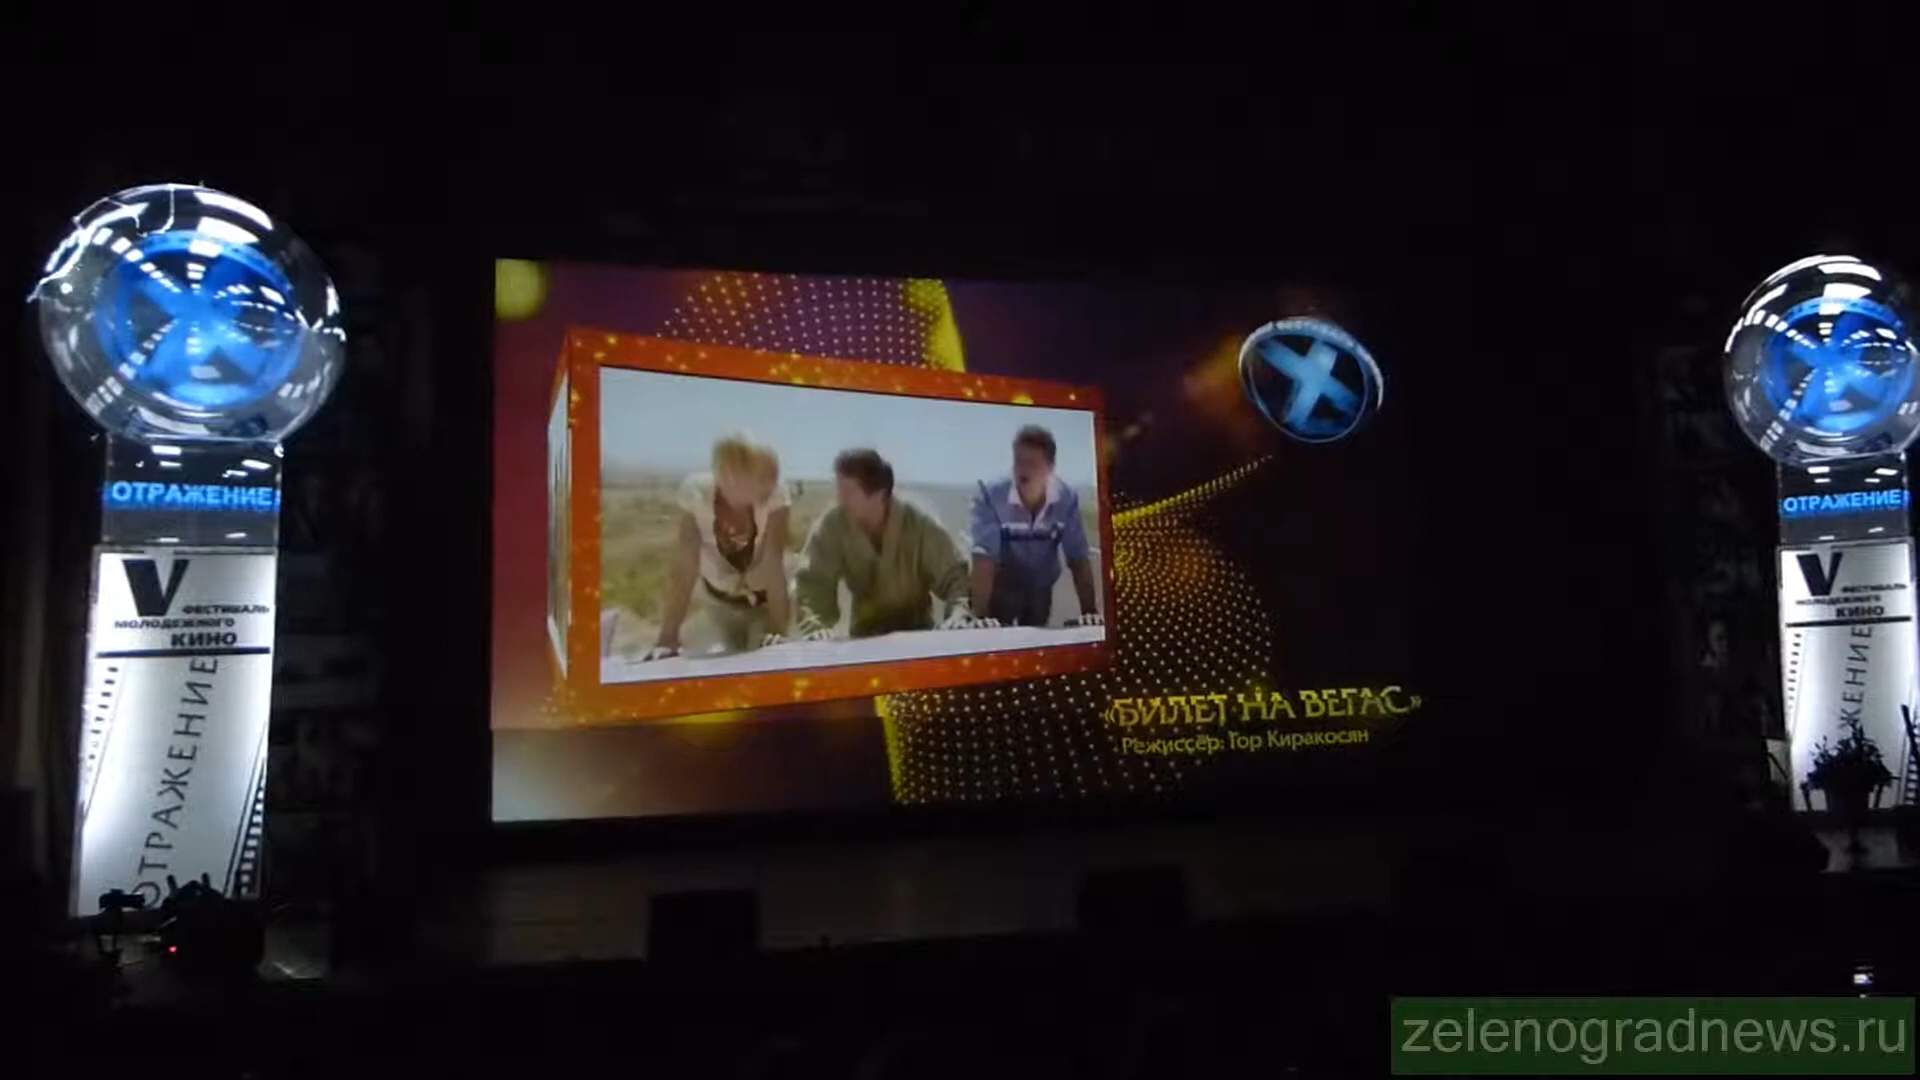 ОТРАЖЕНИЕ
V
ФЕСТИВАЛЬ
МОЛОДЕЖНОГО
КИНО
ОТРАЖЕНИЕ
X
«БИЛЕТ НА ВЕГАС»
Режиссёр: Гор Киракосян
ОТРАЖЕНИЕ
V
ФЕСТИВАЛЬ
МОЛОДЕЖНОГО
КИНО
zelenogradnews.ru